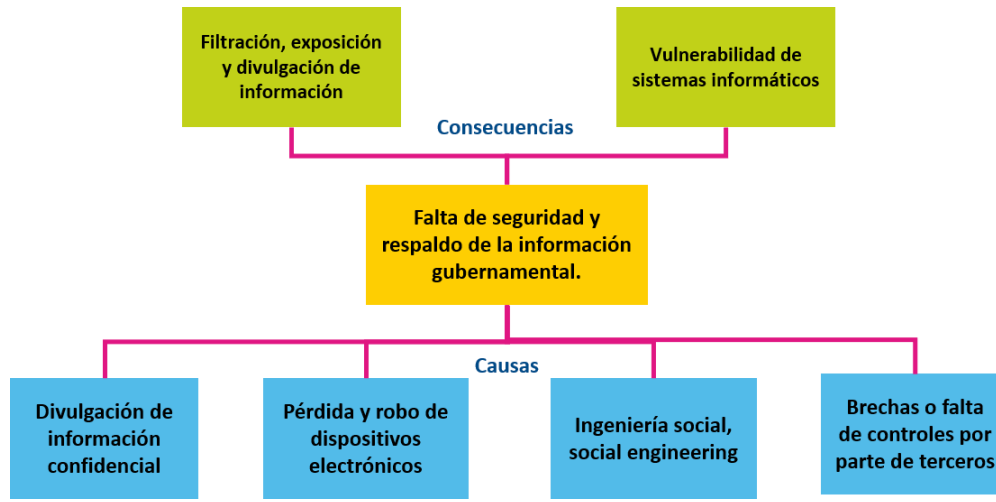 Filtración, exposición
y divulgación de
información
Vulnerabilidad de
sistemas informáticos
Consecuencias
Falta de seguridad y
respaldo de la información
gubernamental.
Causas
Divulgación de
información
confidencial
Pérdida y robo de
dispositivos
electrónicos
Ingeniería social,
social engineering
Brechas o falta
de controles por
parte de terceros